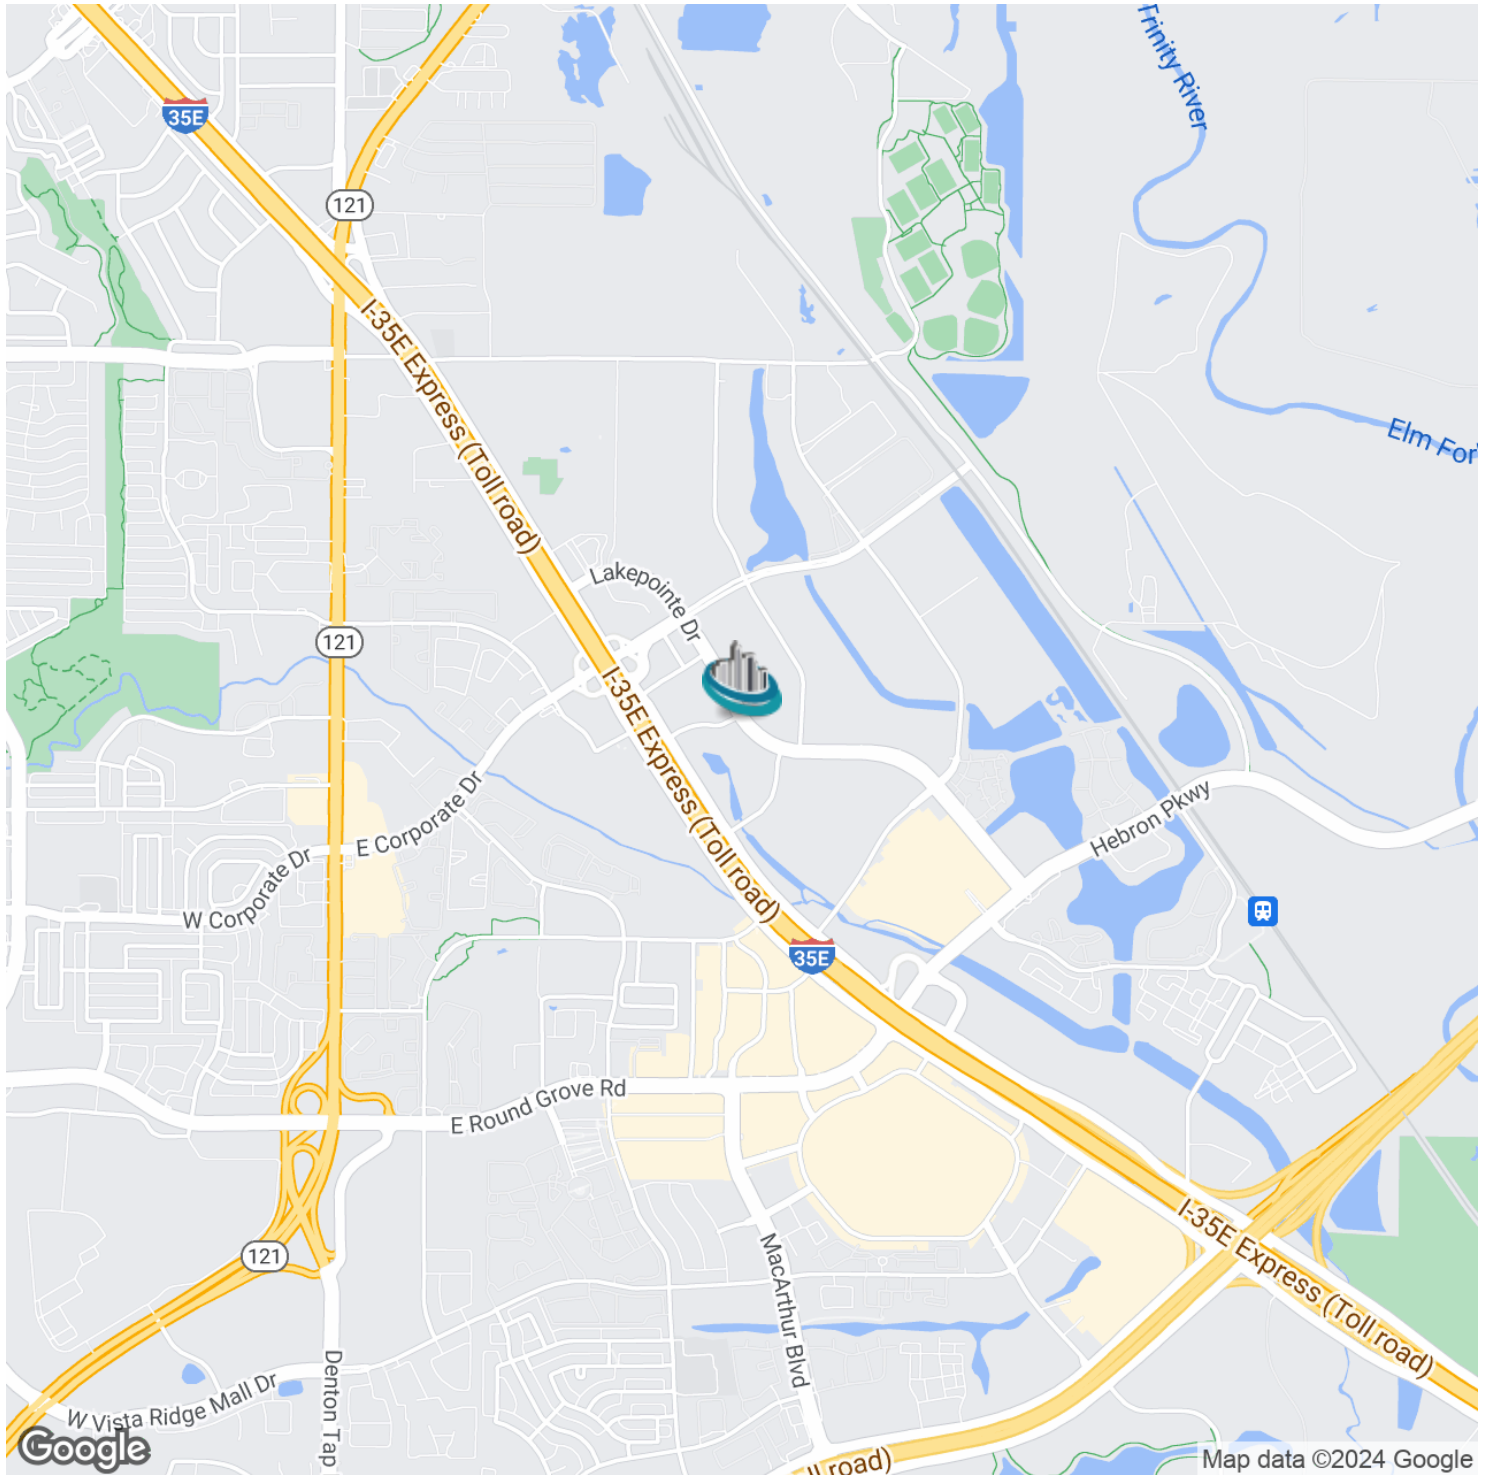 Trinity River
35E
121
I-35E Express (Toll road)
Elm For
Lakepointe Dr
121
I-35E Express (Toll road)
Hebron Pkwy
E Corporate Dr
W Corporate Dr
35E
E Round Grove Rd
121
I-35E Express (Toll road)
MacArthur Blvd
Denton Tap
W Vista Ridge Mall Dr
ll road)
Google
Map data ©2024 Google